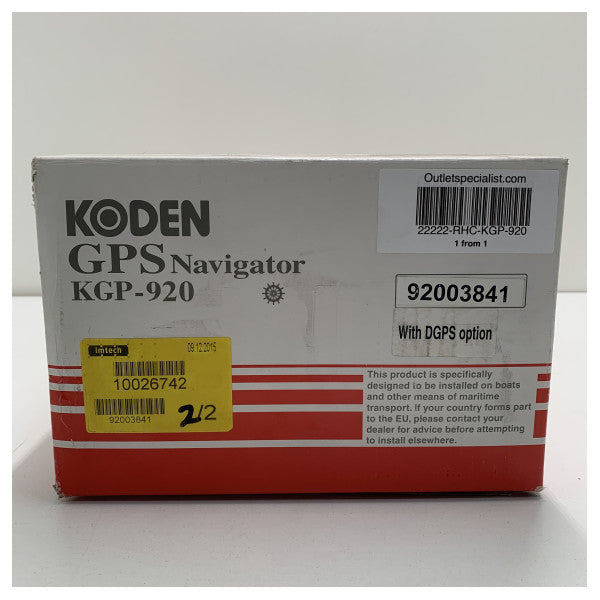 KODEN
GPS Navigator
KGP-920
Outletspecialist.com
22222-RHC-KGP-920
1 from 1
92003841
With DGPS option
Imtech 09.12.2015
10026742
92003841
2/2
This product is specifically
designed to be installed on boats
and other means of maritime
transport. If your country forms part
to the EU, please contact your
dealer for advice before attempting
to install elsewhere.